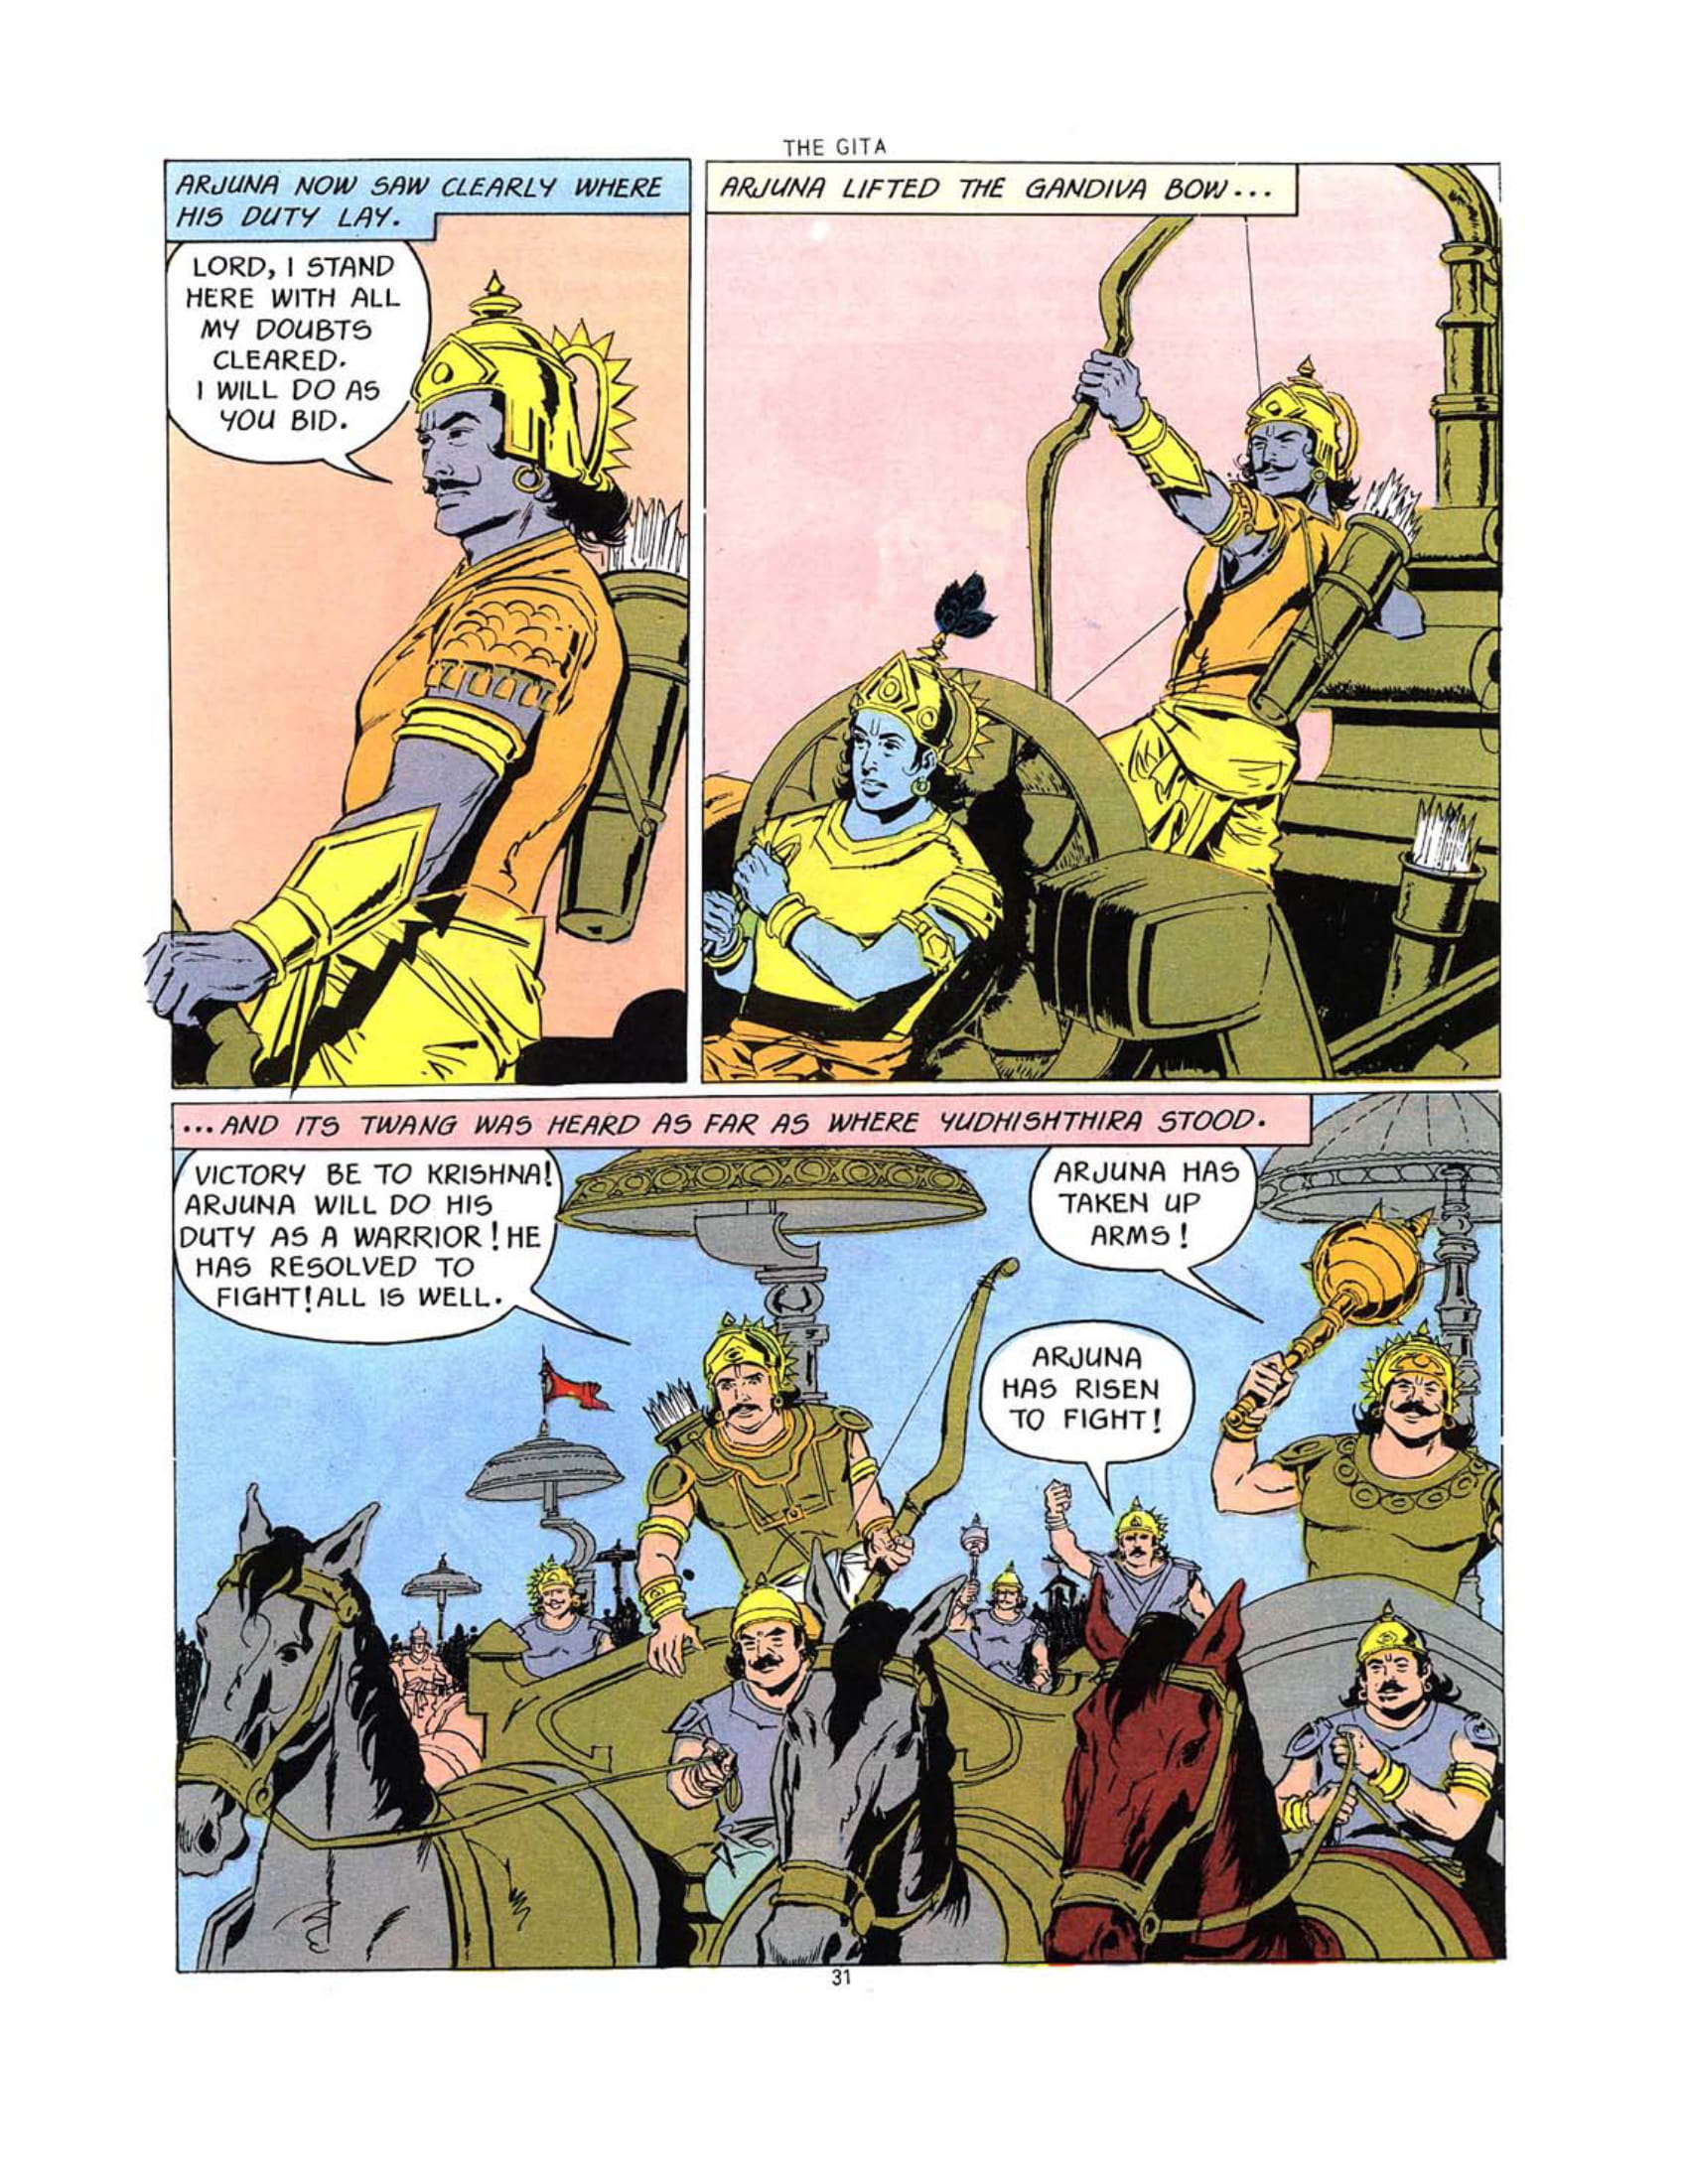 THE GITA
ARJUNA NOW SAW CLEARLY WHERE
HIS DUTY LAY.
LORD, I STAND
HERE WITH ALL
MY DOUBTS
CLEARED.
I WILL DO AS
YOU BID.
ARJUNA LIFTED THE GANDIVA BOW...
...AND ITS TWANG WAS HEARD AS FAR AS WHERE YUDHISHTHIRA STOOD.
VICTORY BE TO KRISHNA!
ARJUNA WILL DO HIS
DUTY AS A WARRIOR! HE
HAS RESOLVED TO
FIGHT! ALL IS WELL.
ARJUNA HAS
TAKEN UP
ARMS!
ARJUNA
HAS RISEN
TO FIGHT!
31